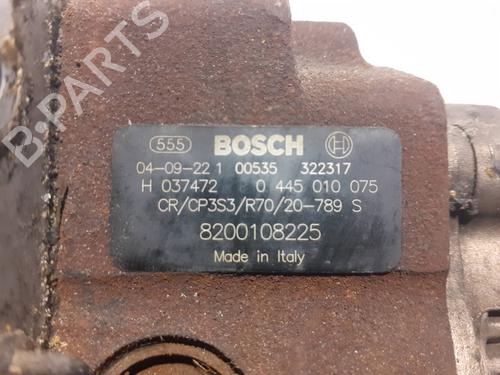 B-PARTS
555 BOSCH
04-09-22 1 00535 322317
H 037472 0 445 010 075
CR/CP3S3/R70/20-789 S
8200108225
Made in Italy